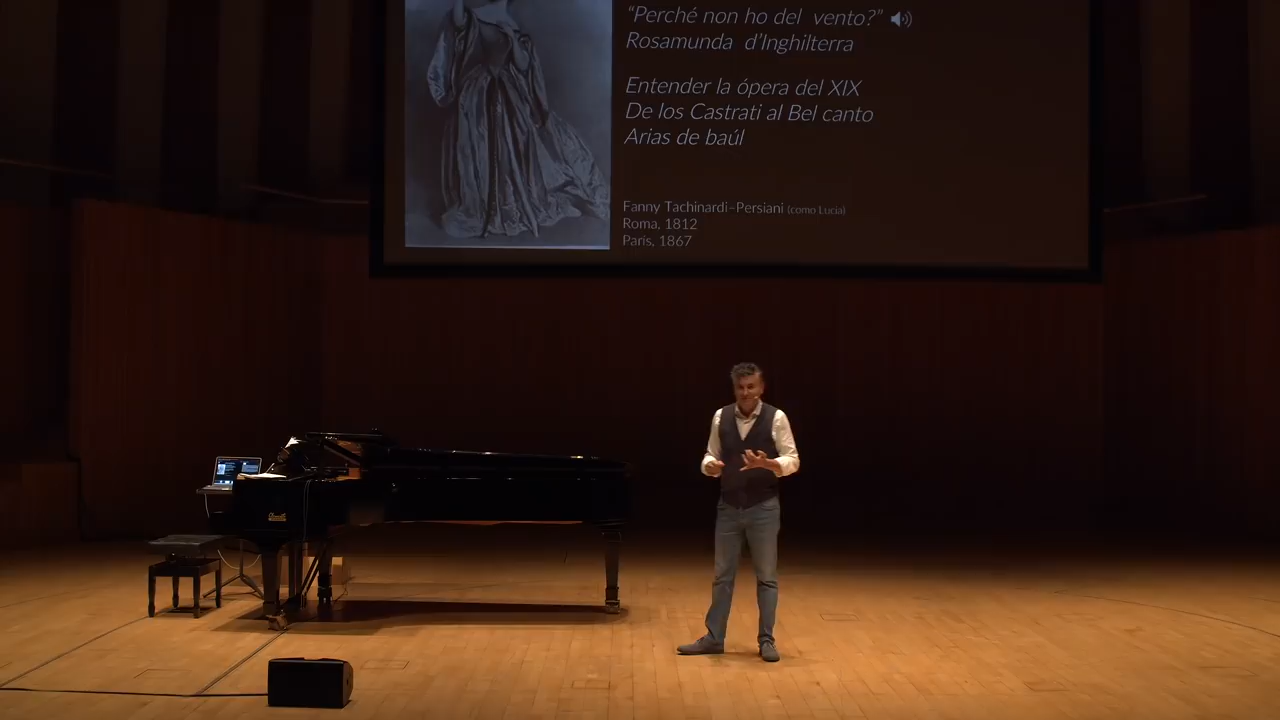 “Perché non ho del vento?”
Rosamunda d’Inghilterra
Entender la ópera del XIX
De los Castrati al Bel canto
Arias de baúl
Fanny Tachinardi-Persiani (como Lucia)
Roma, 1812
París, 1867